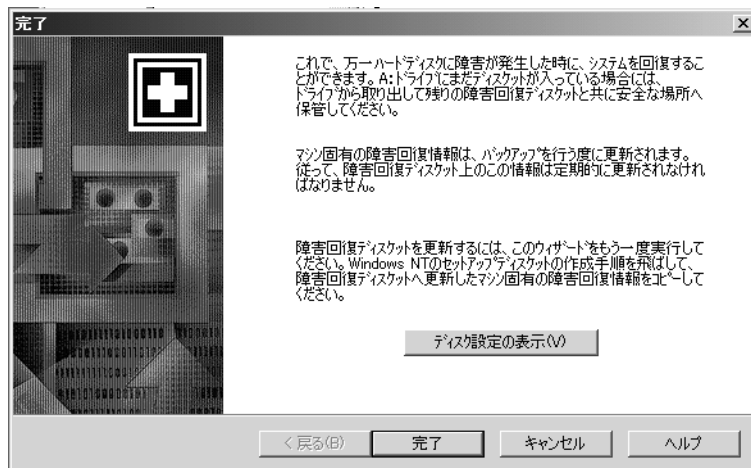 完了
これで、万一ハードディスクに障害が発生した時に、システムを回復するこ
とができます。A:ドライブにまだディスケットが入っている場合には、
ドライブから取り出して残りの障害回復ディスケットと共に安全な場所へ
保管してください。
マシン固有の障害回復情報は、バックアップを行う度に更新されます。
従って、障害回復ディスケット上のこの情報は定期的に更新されなけれ
ばなりません。
障害回復ディスケットを更新するには、このウィザードをもう一度実行して
ください。Windows NTのセットアップディスケットの作成手順を飛ばして、
障害回復ディスケットへ更新したマシン固有の障害回復情報をコピーして
ください。
ディスク設定の表示(V)
< 戻る(B)
完了
キャンセル
ヘルプ